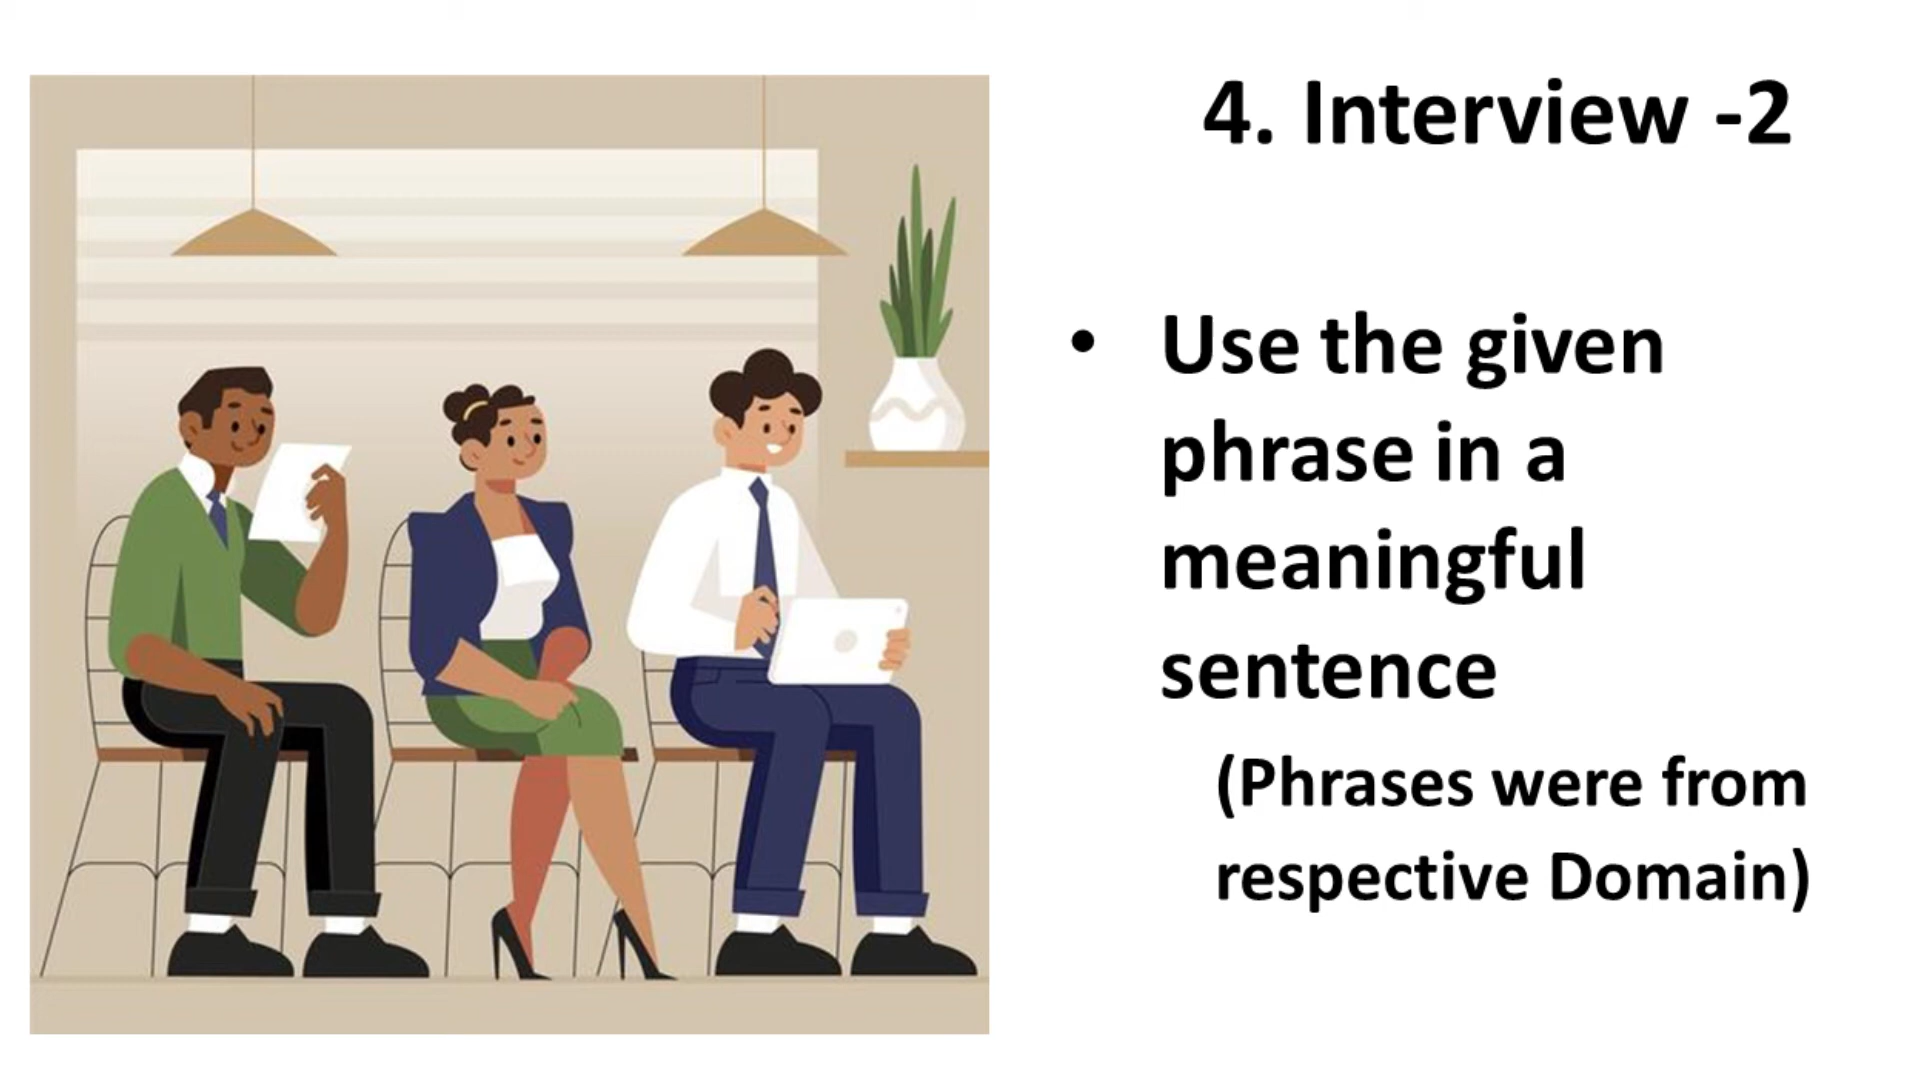 4. Interview -2
• Use the given
phrase in a
meaningful
sentence
(Phrases were from
respective Domain)